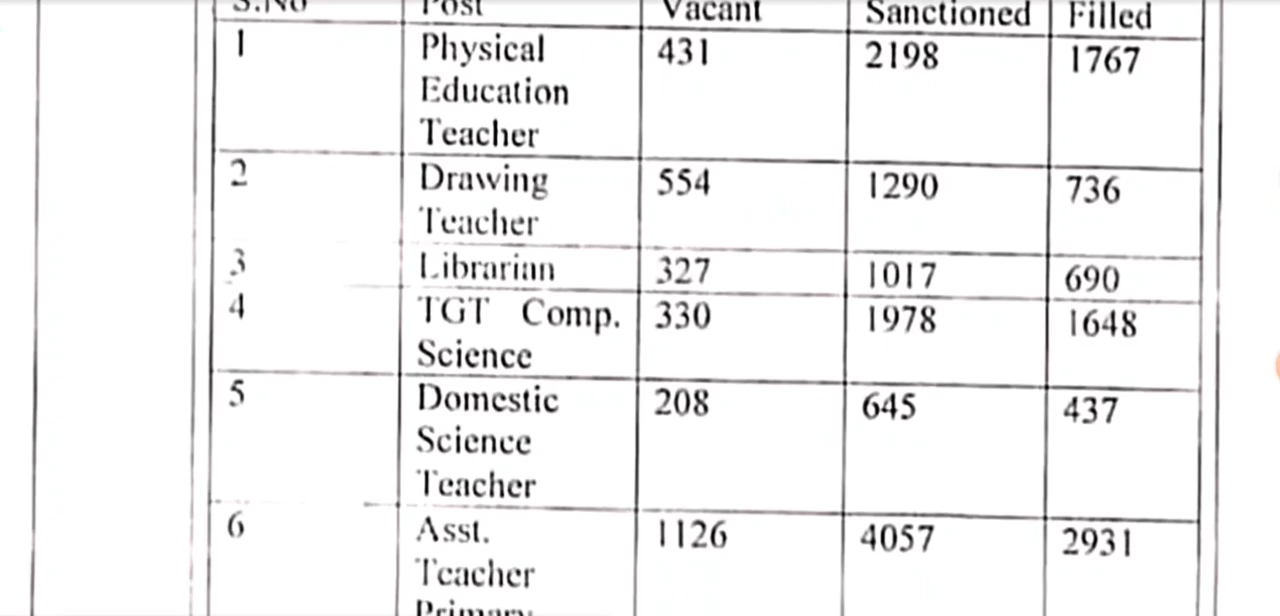 S.No Post Vacant Sanctioned Filled
1 Physical 431 2198 1767
Education
Teacher
2 Drawing 554 1290 736
Teacher
3 Librarian 327 1017 690
4 TGT Comp. 330 1978 1648
Science
5 Domestic 208 645 437
Science
Teacher
6 Asst. 1126 4057 2931
Teacher
Primary